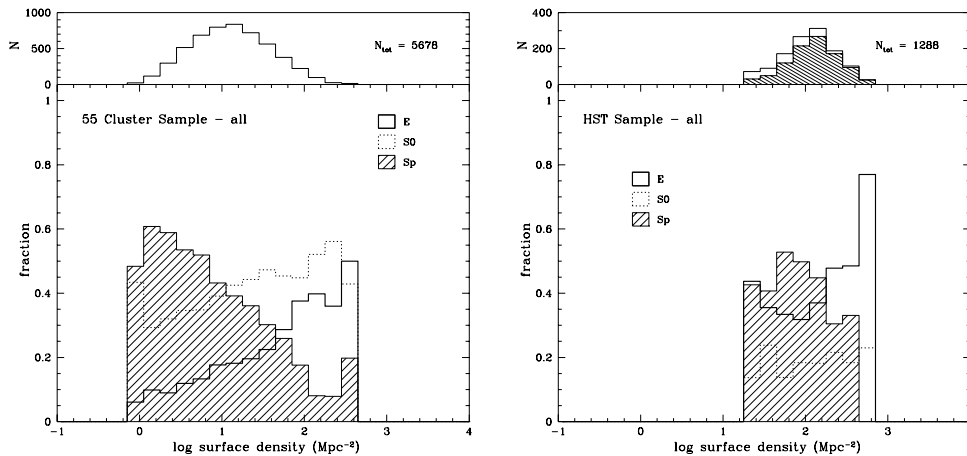 1000
500
0
N
N_tot = 5678
1
0.8
0.6
0.4
0.2
0
fraction
55 Cluster Sample – all
E
S0
Sp
-1
0
1
2
3
4
log surface density (Mpc⁻²)
400
200
0
N
N_tot = 1288
1
0.8
0.6
0.4
0.2
0
fraction
HST Sample – all
E
S0
Sp
-1
0
1
2
3
4
log surface density (Mpc⁻²)